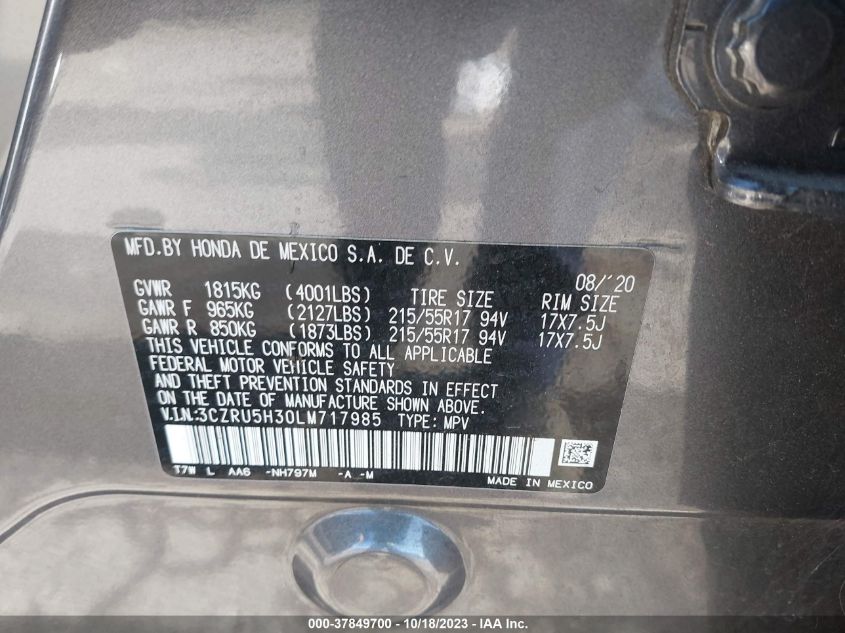 MFD.BY HONDA DE MEXICO S.A. DE C.V.
08/'20
GVWR 1815KG (4001LBS) TIRE SIZE RIM SIZE
GAWR F 965KG (2127LBS) 215/55R17 94V 17X7.5J
GAWR R 850KG (1873LBS) 215/55R17 94V 17X7.5J
THIS VEHICLE CONFORMS TO ALL APPLICABLE
FEDERAL MOTOR VEHICLE SAFETY
AND THEFT PREVENTION STANDARDS IN EFFECT
ON THE DATE OF MANUFACTURE SHOWN ABOVE.
V.I.N.:3CZRU5H30LM717985 TYPE: MPV
T7W L AA6 -NH797M -A -M
MADE IN MEXICO
000-37849700 - 10/18/2023 - IAA Inc.